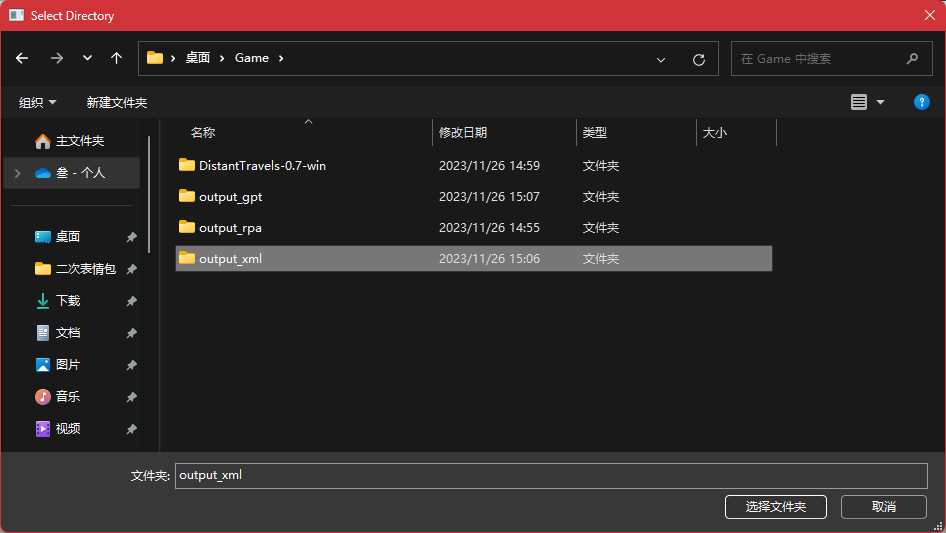 Select Directory
桌面 Game
在 Game 中搜索
组织 新建文件夹
主文件夹
叁 - 个人
桌面
二次表情包
下载
文档
图片
音乐
视频
名称 修改日期 类型 大小
DistantTravels-0.7-win 2023/11/26 14:59 文件夹
output_gpt 2023/11/26 15:07 文件夹
output_rpa 2023/11/26 14:55 文件夹
output_xml 2023/11/26 15:06 文件夹
文件夹: output_xml
选择文件夹 取消